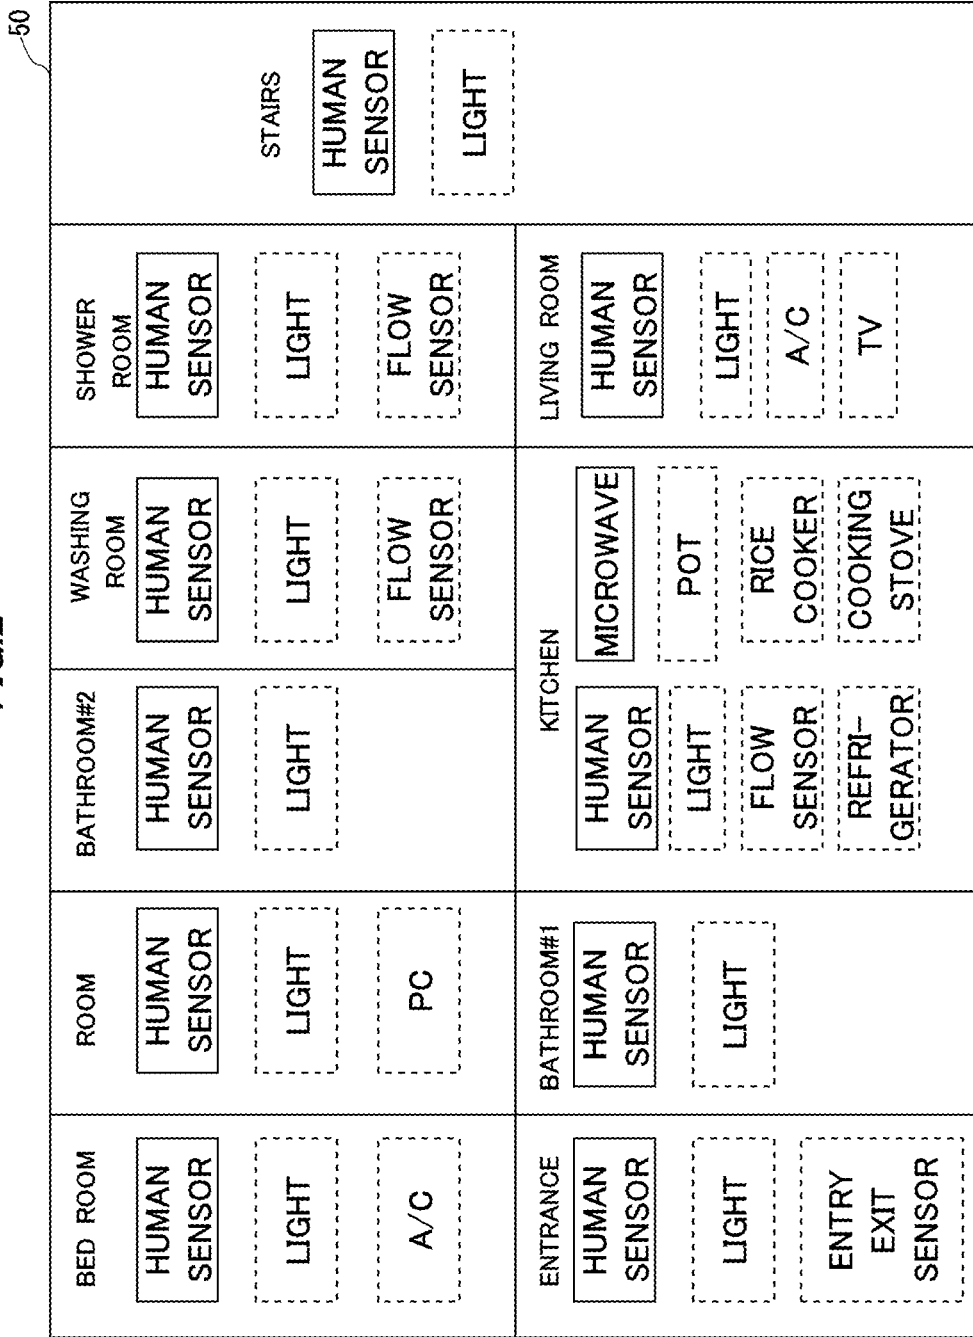 50
BED ROOM
HUMAN
SENSOR
LIGHT
A/C
ROOM
HUMAN
SENSOR
LIGHT
PC
BATHROOM#2
HUMAN
SENSOR
LIGHT
WASHING
ROOM
HUMAN
SENSOR
LIGHT
FLOW
SENSOR
SHOWER
ROOM
HUMAN
SENSOR
LIGHT
FLOW
SENSOR
STAIRS
HUMAN
SENSOR
LIGHT
ENTRANCE
HUMAN
SENSOR
LIGHT
ENTRY
EXIT
SENSOR
BATHROOM#1
HUMAN
SENSOR
LIGHT
KITCHEN
HUMAN
SENSOR
LIGHT
FLOW
SENSOR
REFRI-
GERATOR
MICROWAVE
POT
RICE
COOKER
COOKING
STOVE
LIVING ROOM
HUMAN
SENSOR
LIGHT
A/C
TV